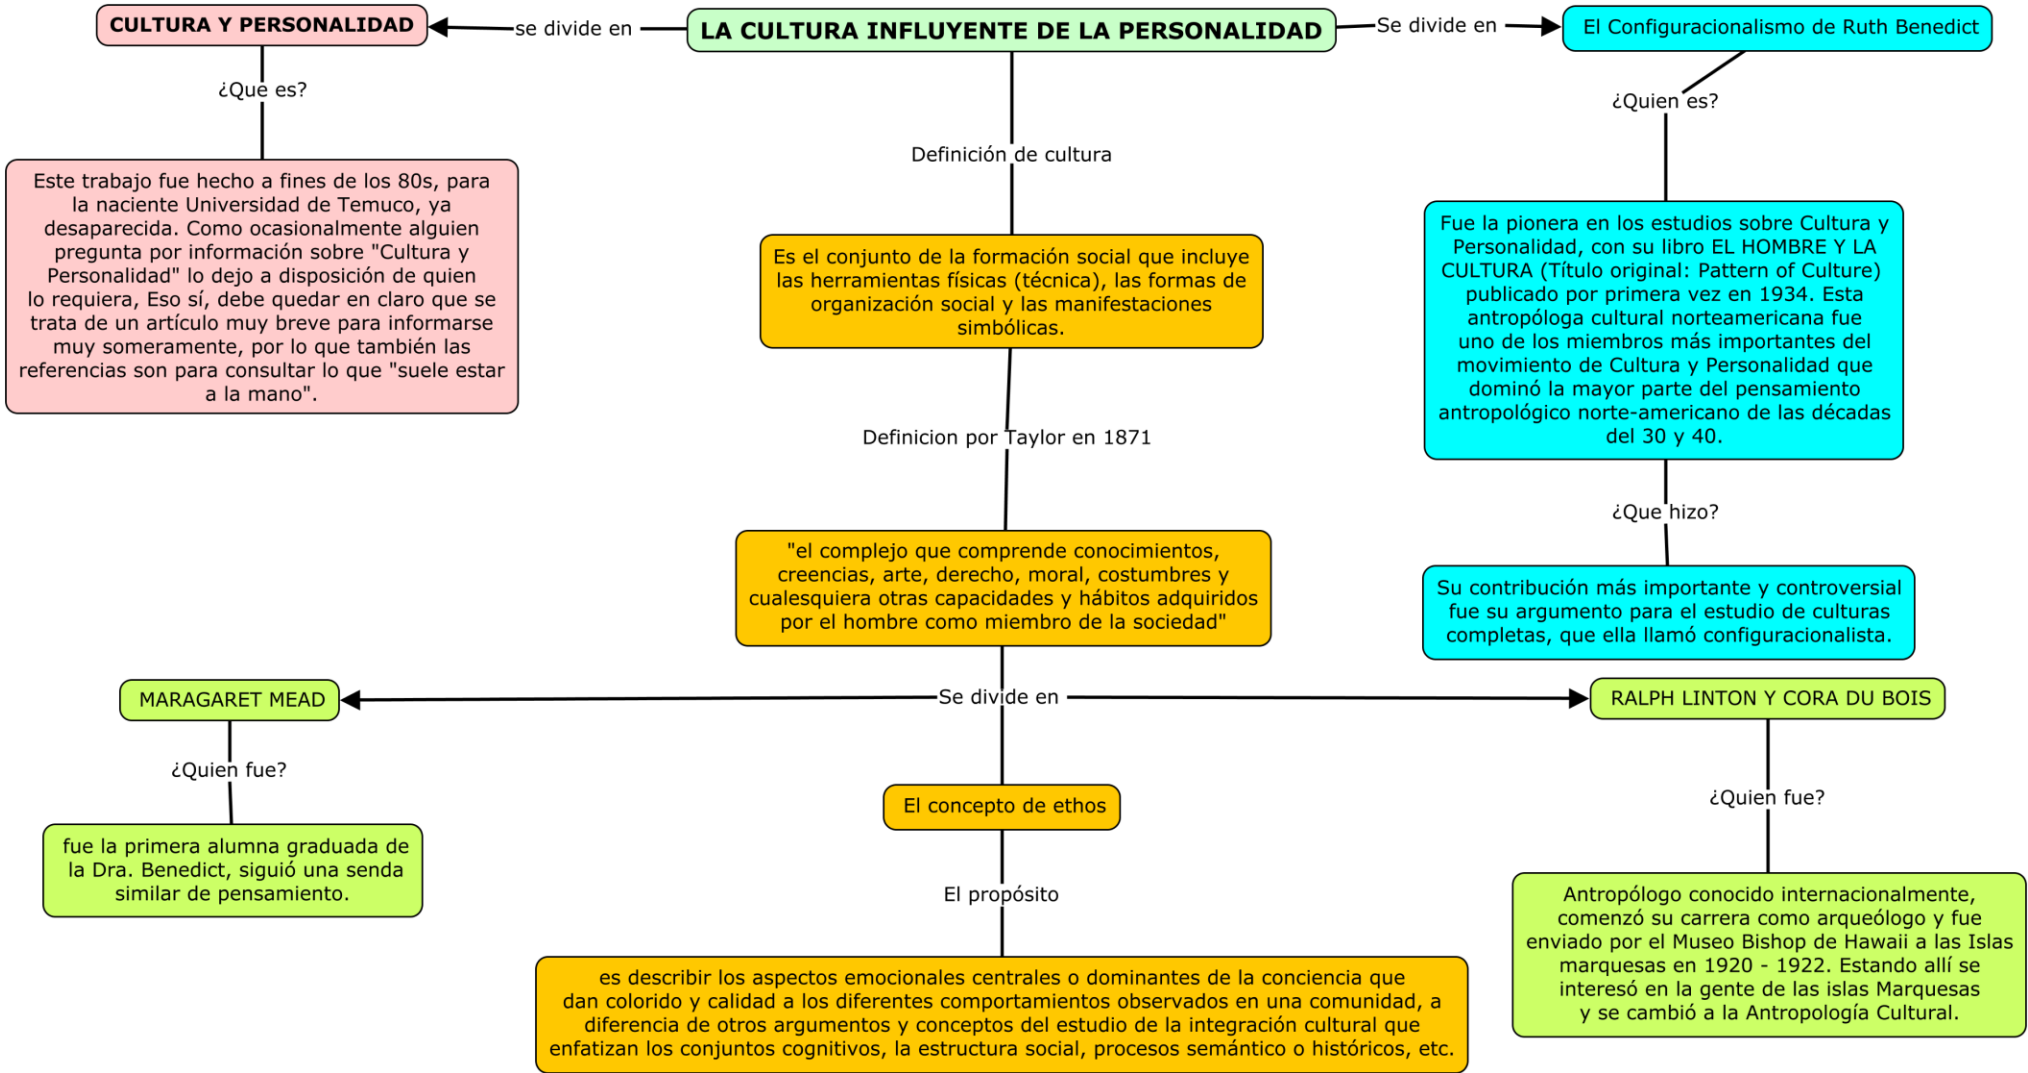 CULTURA Y PERSONALIDAD
se divide en
LA CULTURA INFLUYENTE DE LA PERSONALIDAD
Se divide en
El Configuracionalismo de Ruth Benedict
¿Que es?
Este trabajo fue hecho a fines de los 80s, para
la naciente Universidad de Temuco, ya
desaparecida. Como ocasionalmente alguien
pregunta por información sobre "Cultura y
Personalidad" lo dejo a disposición de quien
lo requiera, Eso sí, debe quedar en claro que se
trata de un artículo muy breve para informarse
muy someramente, por lo que también las
referencias son para consultar lo que "suele estar
a la mano".
Definición de cultura
Es el conjunto de la formación social que incluye
las herramientas físicas (técnica), las formas de
organización social y las manifestaciones
simbólicas.
Definicion por Taylor en 1871
"el complejo que comprende conocimientos,
creencias, arte, derecho, moral, costumbres y
cualesquiera otras capacidades y hábitos adquiridos
por el hombre como miembro de la sociedad"
¿Quien es?
Fue la pionera en los estudios sobre Cultura y
Personalidad, con su libro EL HOMBRE Y LA
CULTURA (Título original: Pattern of Culture)
publicado por primera vez en 1934. Esta
antropóloga cultural norteamericana fue
uno de los miembros más importantes del
movimiento de Cultura y Personalidad que
dominó la mayor parte del pensamiento
antropológico norte-americano de las décadas
del 30 y 40.
¿Que hizo?
Su contribución más importante y controversial
fue su argumento para el estudio de culturas
completas, que ella llamó configuracionalista.
Se divide en
MARAGARET MEAD
¿Quien fue?
fue la primera alumna graduada de
la Dra. Benedict, siguió una senda
similar de pensamiento.
El concepto de ethos
El propósito
es describir los aspectos emocionales centrales o dominantes de la conciencia que
dan colorido y calidad a los diferentes comportamientos observados en una comunidad, a
diferencia de otros argumentos y conceptos del estudio de la integración cultural que
enfatizan los conjuntos cognitivos, la estructura social, procesos semántico o históricos, etc.
RALPH LINTON Y CORA DU BOIS
¿Quien fue?
Antropólogo conocido internacionalmente,
comenzó su carrera como arqueólogo y fue
enviado por el Museo Bishop de Hawaii a las Islas
marquesas en 1920 - 1922. Estando allí se
interesó en la gente de las islas Marquesas
y se cambió a la Antropología Cultural.